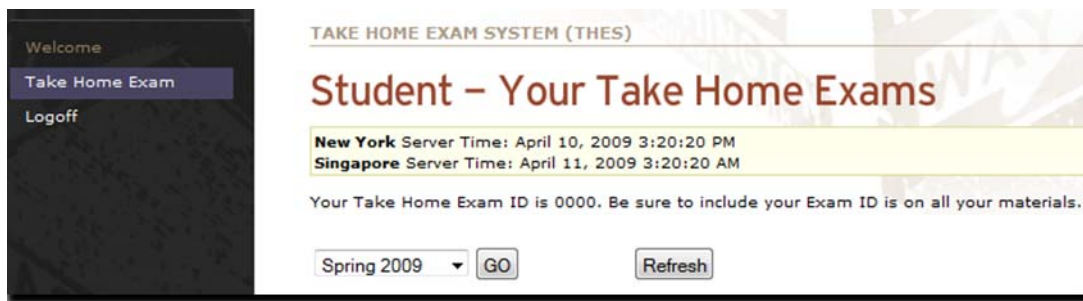 Welcome
Take Home Exam
Logoff
TAKE HOME EXAM SYSTEM (THES)
Student – Your Take Home Exams
New York Server Time: April 10, 2009 3:20:20 PM
Singapore Server Time: April 11, 2009 3:20:20 AM
Your Take Home Exam ID is 0000. Be sure to include your Exam ID is on all your materials.
Spring 2009 GO Refresh